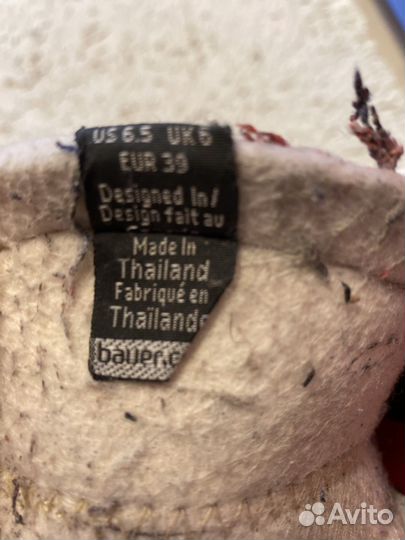 US 6.5 UK 6
EUR 39
Designed In/
Design fait au
Made In
Thailand
Fabriqué en
Thaïlande
bauer.c
Avito